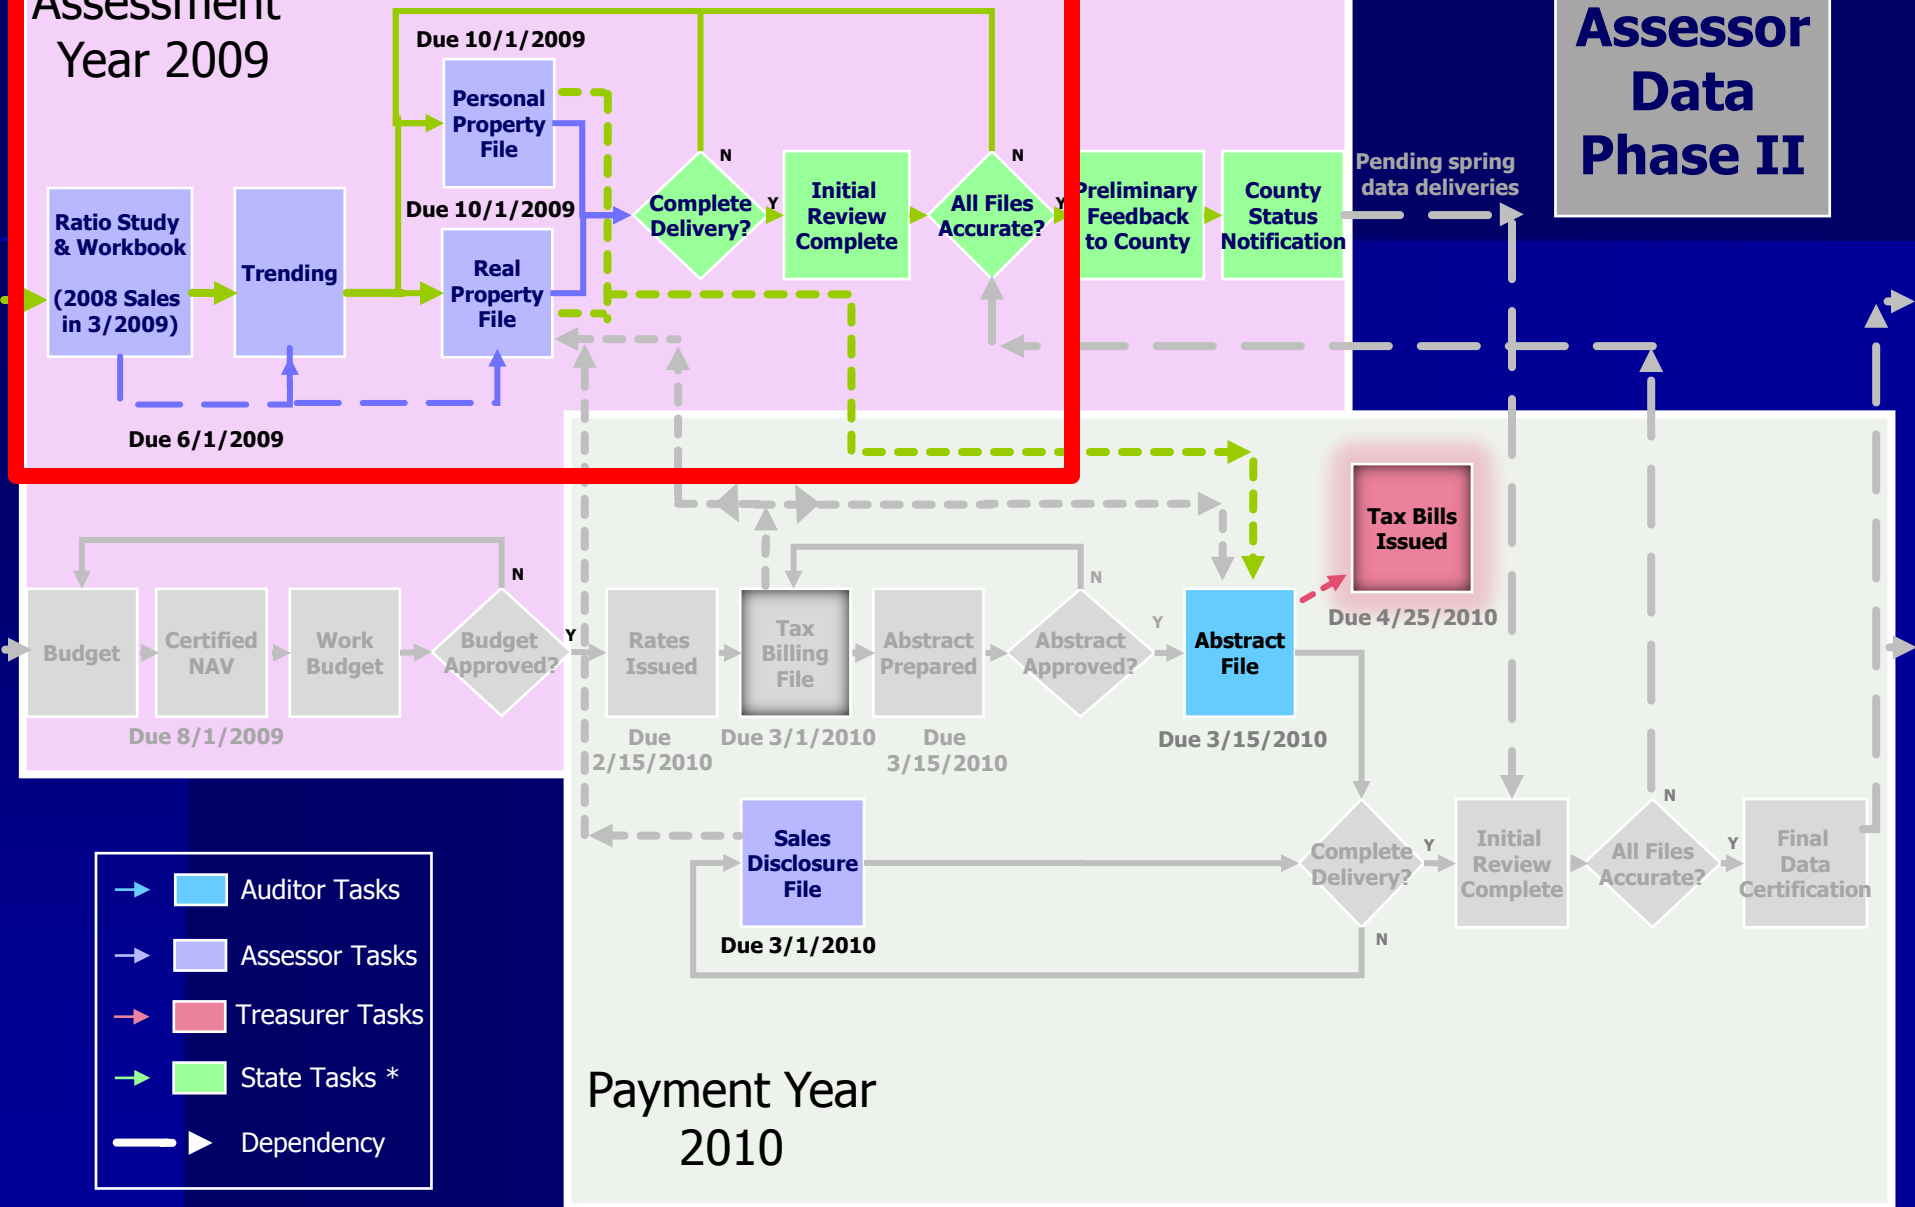 Assessment
Year 2009
Assessor
Data
Phase II
Due 10/1/2009
Personal
Property
File
Due 10/1/2009
Real
Property
File
Ratio Study
& Workbook
(2008 Sales
in 3/2009)
Trending
Due 6/1/2009
N
Complete
Delivery?
Y
Initial
Review
Complete
N
All Files
Accurate?
Y
Preliminary
Feedback
to County
County
Status
Notification
Pending spring
data deliveries
Budget
Certified
NAV
Due 8/1/2009
Work
Budget
N
Budget
Approved?
Y
Rates
Issued
Due
2/15/2010
Tax
Billing
File
Due 3/1/2010
Abstract
Prepared
Due
3/15/2010
N
Abstract
Approved?
Y
Abstract
File
Due 3/15/2010
Tax Bills
Issued
Due 4/25/2010
Sales
Disclosure
File
Due 3/1/2010
Complete
Delivery?
Y
N
Initial
Review
Complete
N
All Files
Accurate?
Y
Final
Data
Certification
Auditor Tasks
Assessor Tasks
Treasurer Tasks
State Tasks *
Dependency
Payment Year
2010